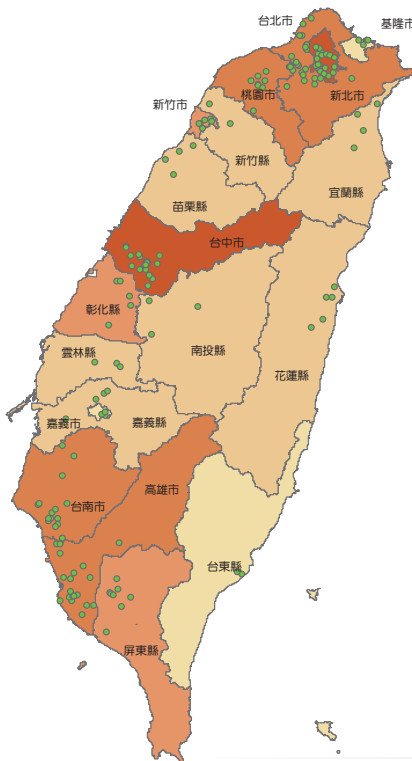 台北市
基隆市
新北市
桃園市
新竹市
新竹縣
宜蘭縣
苗栗縣
台中市
彰化縣
南投縣
雲林縣
花蓮縣
嘉義市
嘉義縣
高雄市
台南市
台東縣
屏東縣